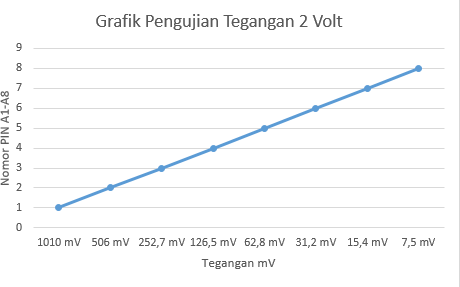 Grafik Pengujian Tegangan 2 Volt
Nomor PIN A1-A8
9
8
7
6
5
4
3
2
1
0
1010 mV 506 mV 252,7 mV 126,5 mV 62,8 mV 31,2 mV 15,4 mV 7,5 mV
Tegangan mV